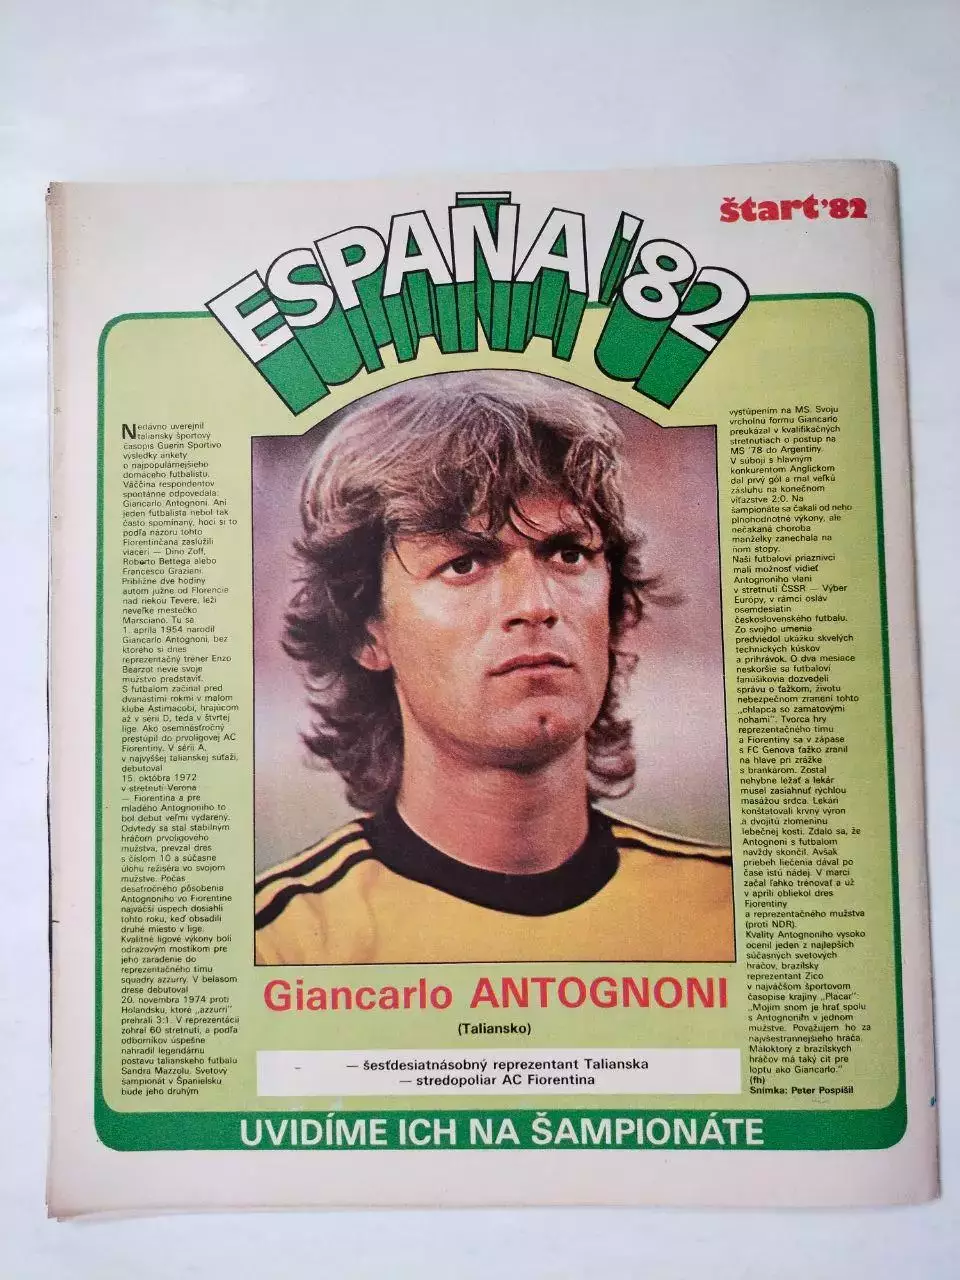 štart'82
ESPAÑA'82
Nedávno uverejnil
taliansky športový
časopis Guerin Sportivo
výsledky ankety
o najpopulárnejšieho
domáceho futbalistu.
Väčšina respondentov
spontánne odpovedala:
Giancarlo Antognoni. Ani
jeden futbalista nebol tak
často spomínaný, hoci si to
podľa názoru tohto
Fiorentinčana zaslúžili
viacerí — Dino Zoff,
Roberto Bettega alebo
Francesco Graziani.
Približne dve hodiny
autom južne od Florencie
nad riekou Tevere, leží
neveľké mestečko
Marsciano. Tu sa
1. apríla 1954 narodil
Giancarlo Antognoni, bez
ktorého si dnes
reprezentačný tréner Enzo
Bearzot nevie svoje
mužstvo predstaviť.
S futbalom začínal pred
dvanástimi rokmi v malom
klube Astimacobi, hrajúcom
až v sérii D, teda v štvrtej
lige. Ako osemnásťročný
prestúpil do prvoligovej AC
Fiorentiny. V sérii A,
v najvyššej talianskej súťaži,
debutoval
15. októbra 1972
v stretnutí Verona
— Fiorentina a pre
mladého Antognoniho to
bol debut veľmi vydarený.
Odvtedy sa stal stabilným
hráčom prvoligového
mužstva, prevzal dres
s číslom 10 a súčasne
úlohu režiséra vo svojom
mužstve. Počas
desaťročného pôsobenia
Antognoniho vo Fiorentine
najväčší úspech dosiahli
tohto roku, keď obsadili
druhé miesto v lige.
Kvalitné ligové výkony boli
odrazovým mostíkom pre
jeho zaradenie do
reprezentačného tímu
squadry azzurry. V belasom
drese debutoval
20. novembra 1974 proti
Holandsku, ktoré „azzurri"
prehrali 3:1. V reprezentácii
zohral 60 stretnutí, a podľa
odborníkov úspešne
nahradil legendárnu
postavu talianskeho futbalu
Sandra Mazzolu. Svetový
šampionát v Španielsku
bude jeho druhým
vystúpením na MS. Svoju
vrcholnú formu Giancarlo
preukázal v kvalifikačných
stretnutiach o postup na
MS '78 do Argentíny.
V súboji s hlavným
konkurentom Anglickom
dal prvý gól a mal veľkú
zásluhu na konečnom
víťazstve 2:0. Na
šampionáte sa čakali od neho
plnohodnotné výkony, ale
nečakaná choroba
manželky zanechala na
ňom stopy.
Naši futbaloví priaznivci
mali možnosť vidieť
Antognoniho vlani
v stretnutí ČSSR — Výber
Európy, v rámci osláv
osemdesiatin
československého futbalu.
Zo svojho umenia
predviedol ukážku skvelých
technických kúskov
a prihrávok. O dva mesiace
neskoršie sa futbaloví
fanúšikovia dozvedeli
správu o ťažkom, životu
nebezpečnom zranení tohto
„chlapca so zamatovými
nohami". Tvorca hry
reprezentačného tímu
a Fiorentiny sa v zápase
s FC Genova ťažko zranil
na hlave pri zrážke
s brankárom. Zostal
nehybne ležať a lekár
musel zasiahnuť rýchlou
masážou srdca. Lekári
konštatovali krvný výron
a dvojitú zlomeninu
lebečnej kosti. Zdalo sa, že
Antognoni s futbalom
navždy skončil. Avšak
priebeh liečenia dával po
čase istú nádej. V marci
začal ľahko trénovať a už
v apríli obliekol dres
Fiorentiny
a reprezentačného mužstva
(proti NDR).
Kvality Antognoniho vysoko
ocenil jeden z najlepších
súčasných svetových
hráčov, brazílsky
reprezentant Zico
v najväčšom športovom
časopise krajiny „Placar":
„Mojím snom je hrať spolu
s Antognonim v jednom
mužstve. Považujem ho za
najvšestrannejšieho hráča.
Máloktorý z brazílskych
hráčov má taký cit pre
loptu ako Giancarlo."
(fh)
Snímka: Peter Pospíšil
Giancarlo ANTOGNONI
(Taliansko)
— šesťdesiatnásobný reprezentant Talianska
— stredopoliar AC Fiorentina
UVIDÍME ICH NA ŠAMPIONÁTE